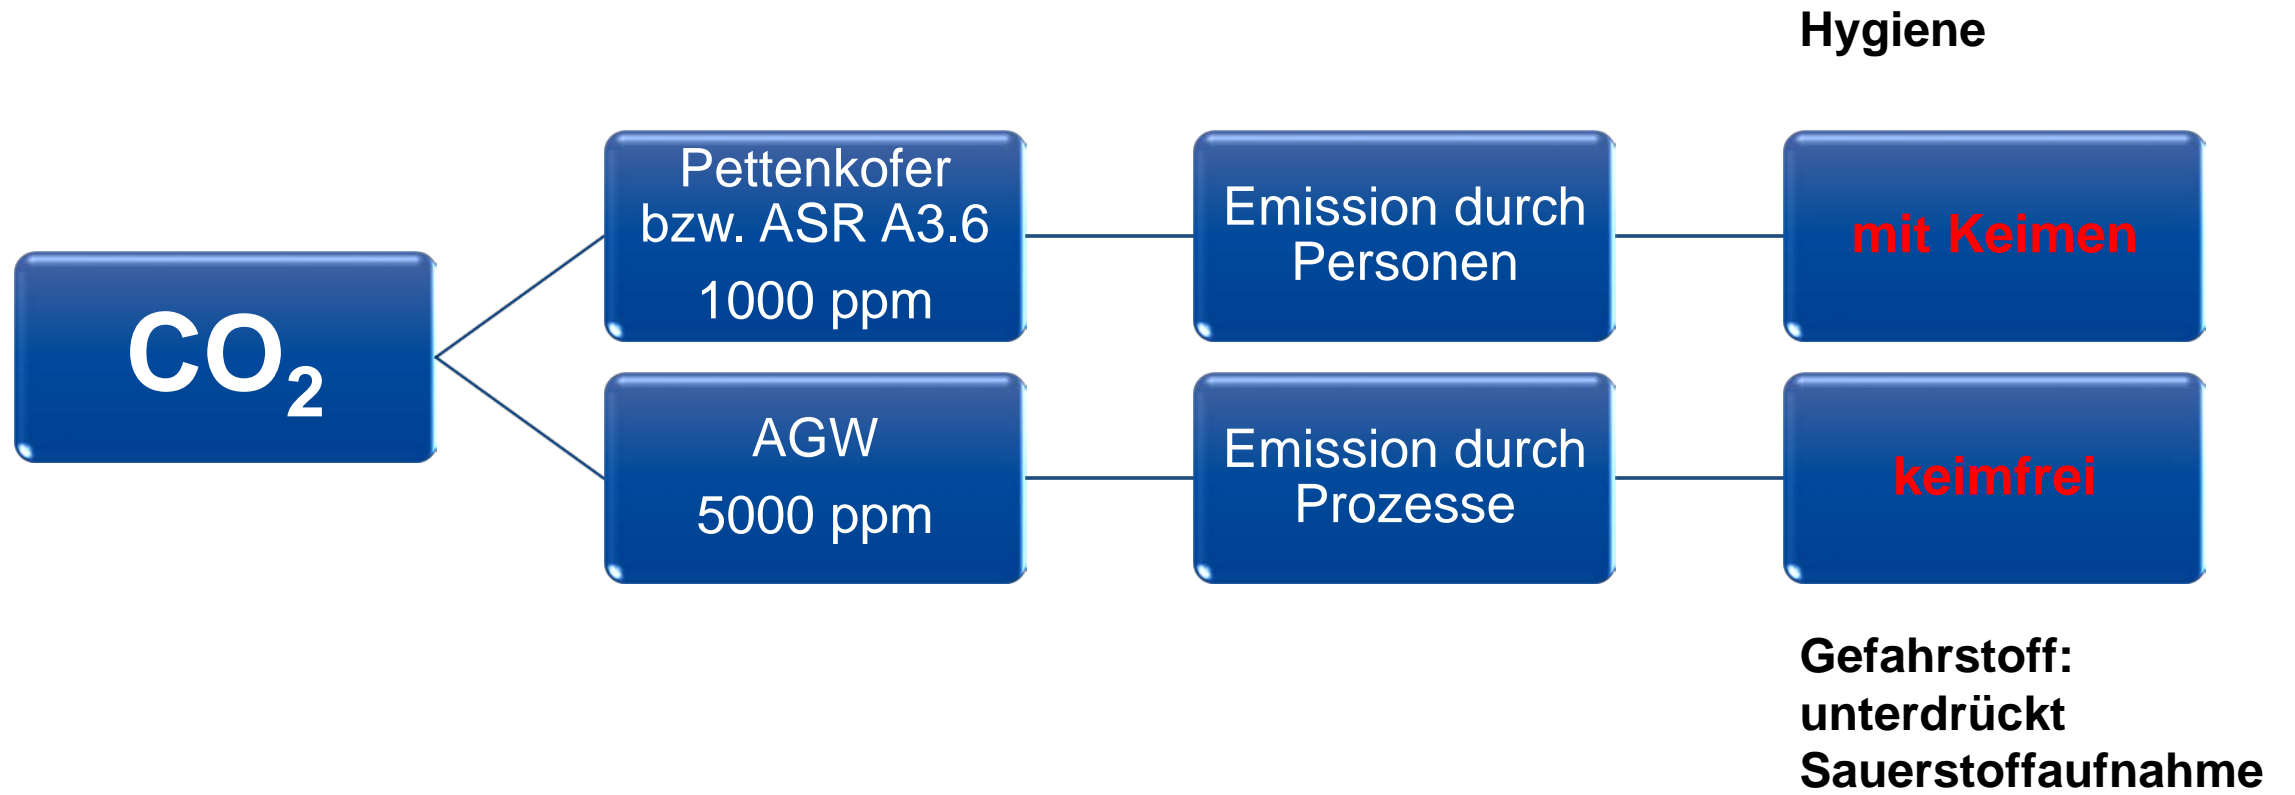 Hygiene
CO₂
Pettenkofer
bzw. ASR A3.6
1000 ppm
Emission durch
Personen
mit Keimen
AGW
5000 ppm
Emission durch
Prozesse
keimfrei
Gefahrstoff:
unterdrückt
Sauerstoffaufnahme